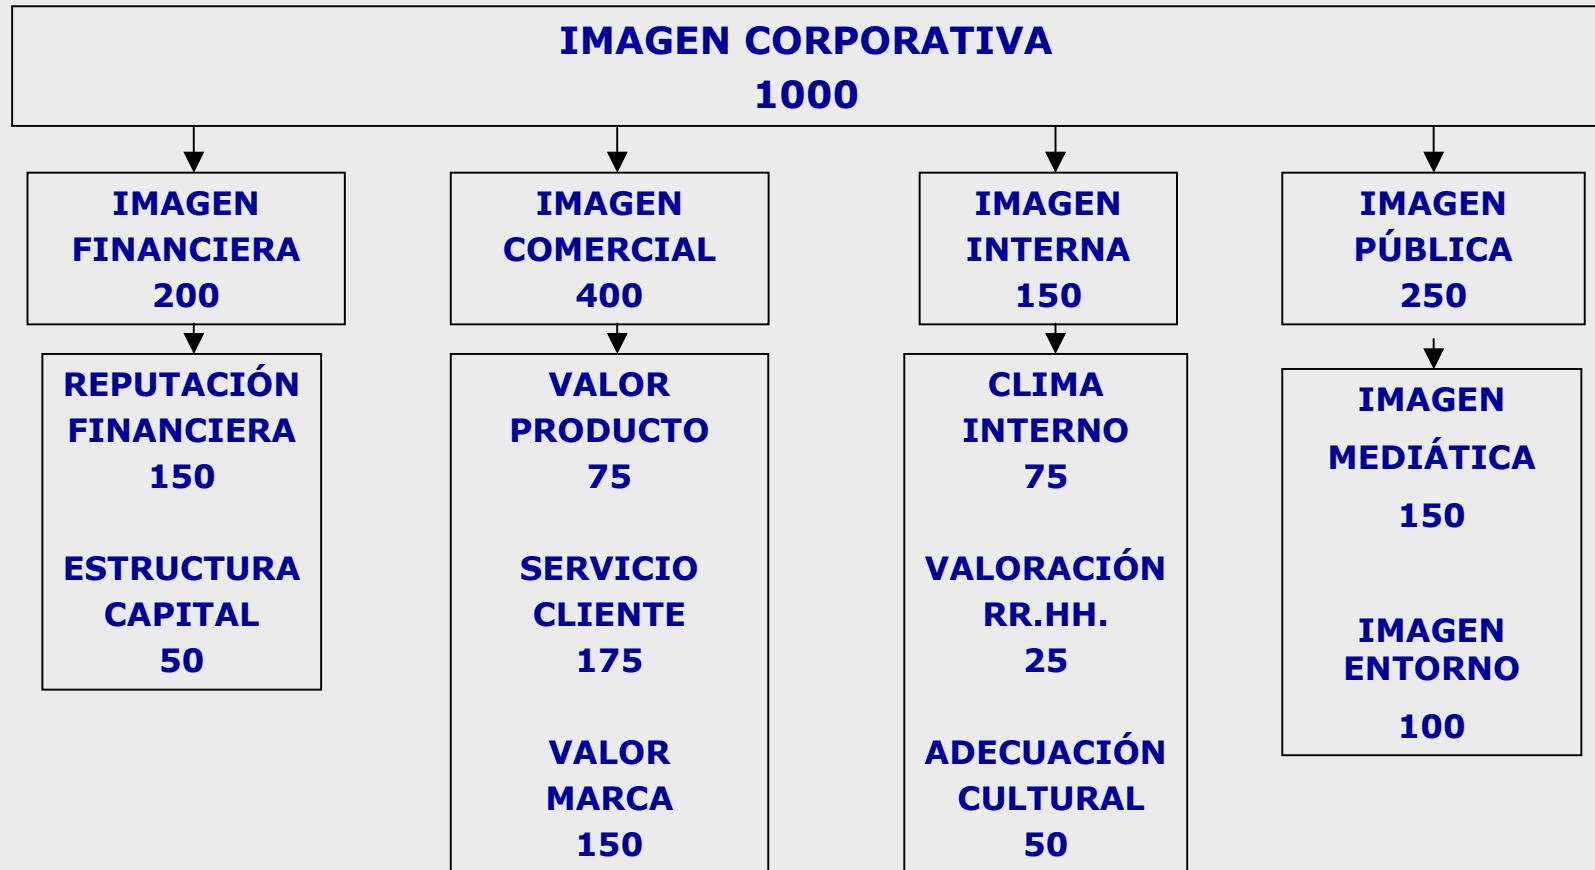 IMAGEN CORPORATIVA
1000
IMAGEN
FINANCIERA
200
REPUTACIÓN
FINANCIERA
150
ESTRUCTURA
CAPITAL
50
IMAGEN
COMERCIAL
400
VALOR
PRODUCTO
75
SERVICIO
CLIENTE
175
VALOR
MARCA
150
IMAGEN
INTERNA
150
CLIMA
INTERNO
75
VALORACIÓN
RR.HH.
25
ADECUACIÓN
CULTURAL
50
IMAGEN
PÚBLICA
250
IMAGEN
MEDIÁTICA
150
IMAGEN
ENTORNO
100